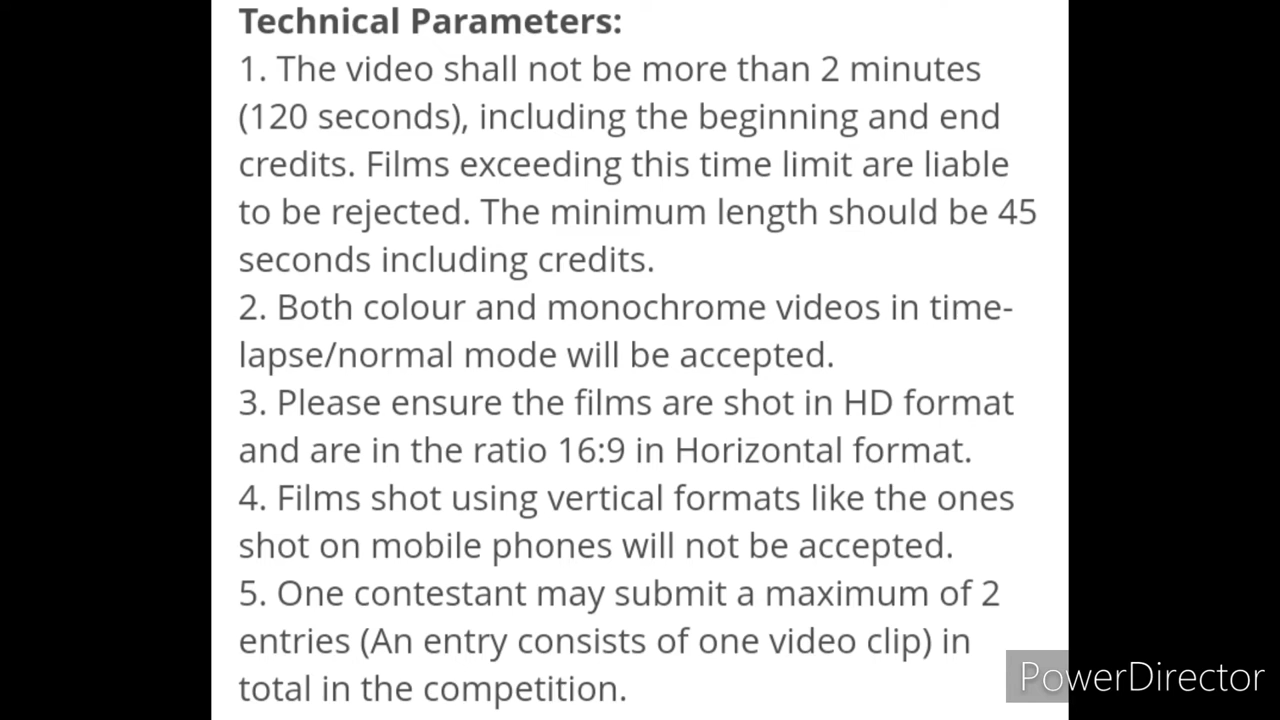 Technical Parameters:
1. The video shall not be more than 2 minutes
(120 seconds), including the beginning and end
credits. Films exceeding this time limit are liable
to be rejected. The minimum length should be 45
seconds including credits.
2. Both colour and monochrome videos in time-
lapse/normal mode will be accepted.
3. Please ensure the films are shot in HD format
and are in the ratio 16:9 in Horizontal format.
4. Films shot using vertical formats like the ones
shot on mobile phones will not be accepted.
5. One contestant may submit a maximum of 2
entries (An entry consists of one video clip) in
total in the competition.
PowerDirector